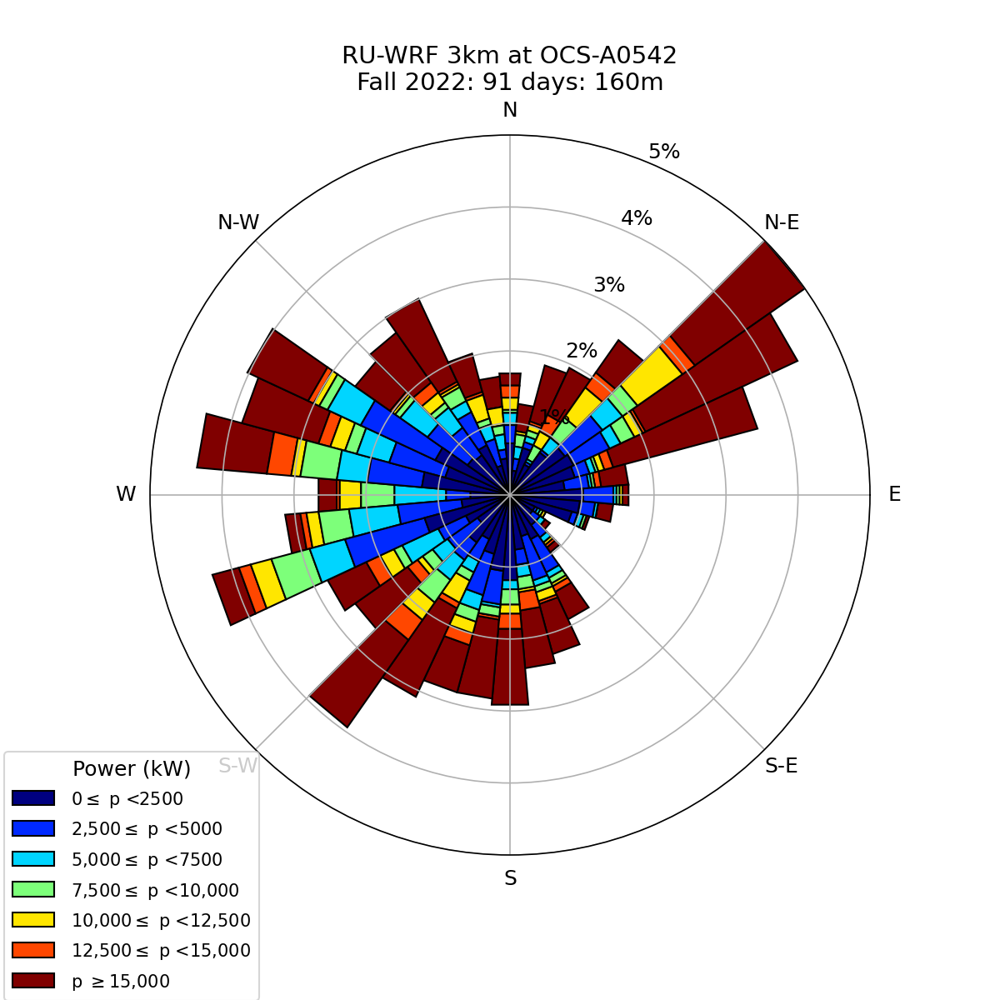 RU-WRF 3km at OCS-A0542
Fall 2022: 91 days: 160m
N
5%
4%
N-W
N-E
3%
2%
1%
W
E
S-W
S-E
S
Power (kW)
0≤ p <2500
2,500≤ p <5000
5,000≤ p <7500
7,500≤ p <10,000
10,000≤ p <12,500
12,500≤ p <15,000
p ≥15,000